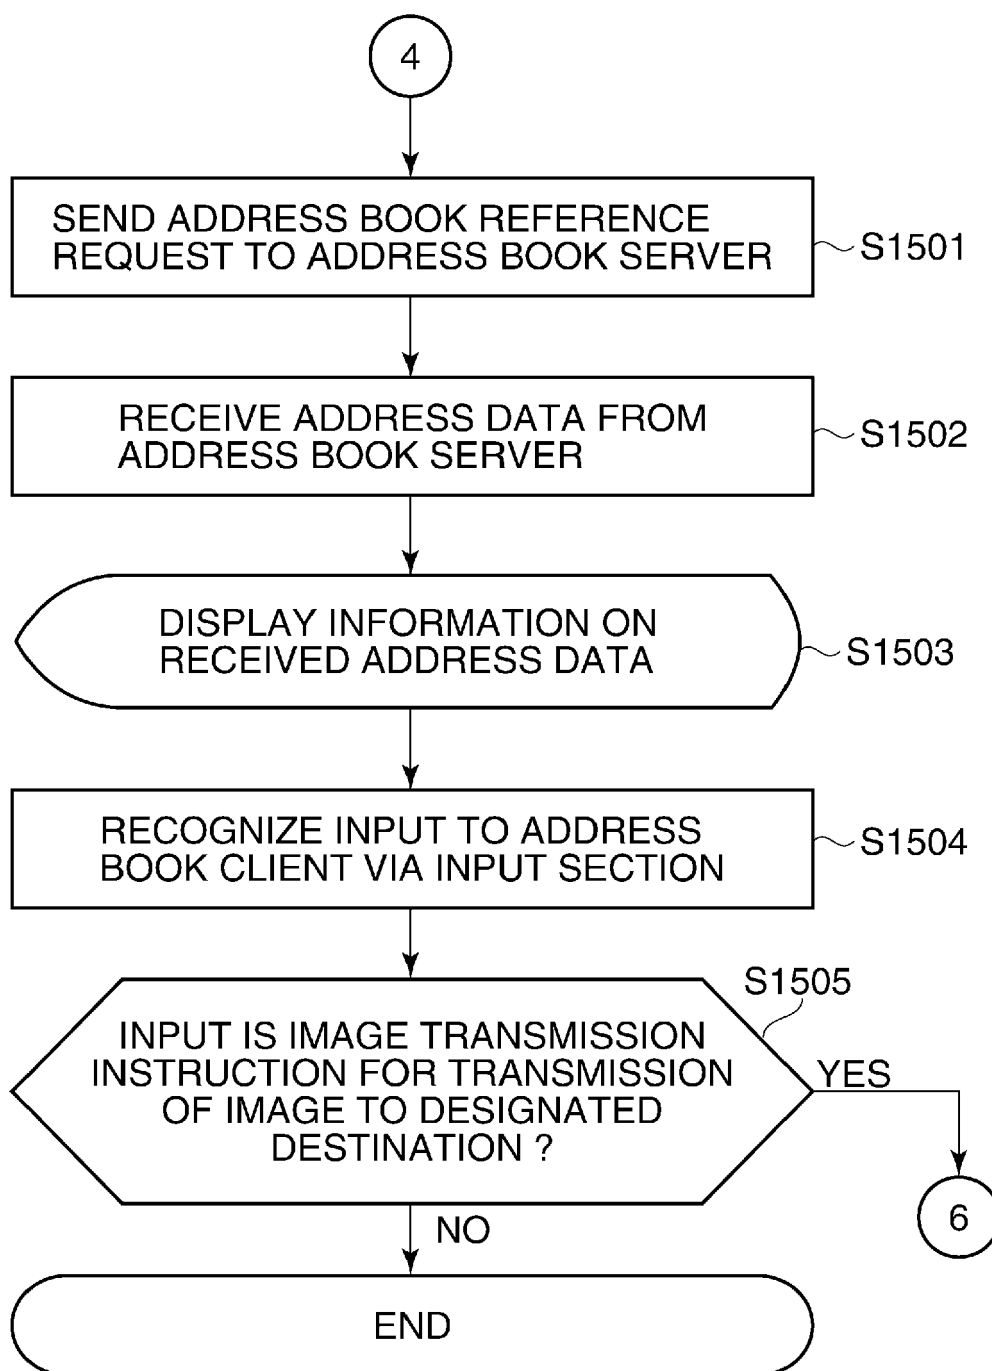 4
SEND ADDRESS BOOK REFERENCE
REQUEST TO ADDRESS BOOK SERVER
S1501
RECEIVE ADDRESS DATA FROM
ADDRESS BOOK SERVER
S1502
DISPLAY INFORMATION ON
RECEIVED ADDRESS DATA
S1503
RECOGNIZE INPUT TO ADDRESS
BOOK CLIENT VIA INPUT SECTION
S1504
S1505
INPUT IS IMAGE TRANSMISSION
INSTRUCTION FOR TRANSMISSION
OF IMAGE TO DESIGNATED
DESTINATION ?
YES
6
NO
END